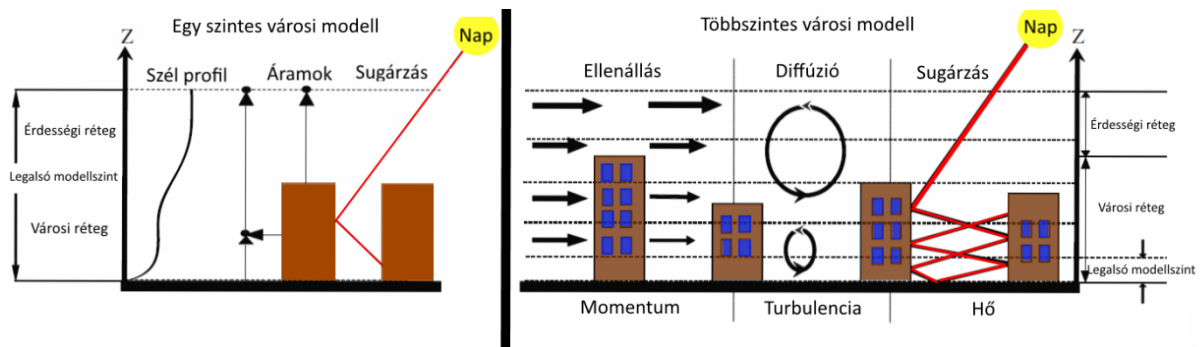 Egy szintes városi modell
Nap
Z
Szél profil
Áramok
Sugárzás
Érdességi réteg
Legalsó modellszint
Városi réteg
Többszintes városi modell
Nap
Z
Ellenállás
Diffúzió
Sugárzás
Érdességi réteg
Városi réteg
Legalsó modellszint
Momentum
Turbulencia
Hő